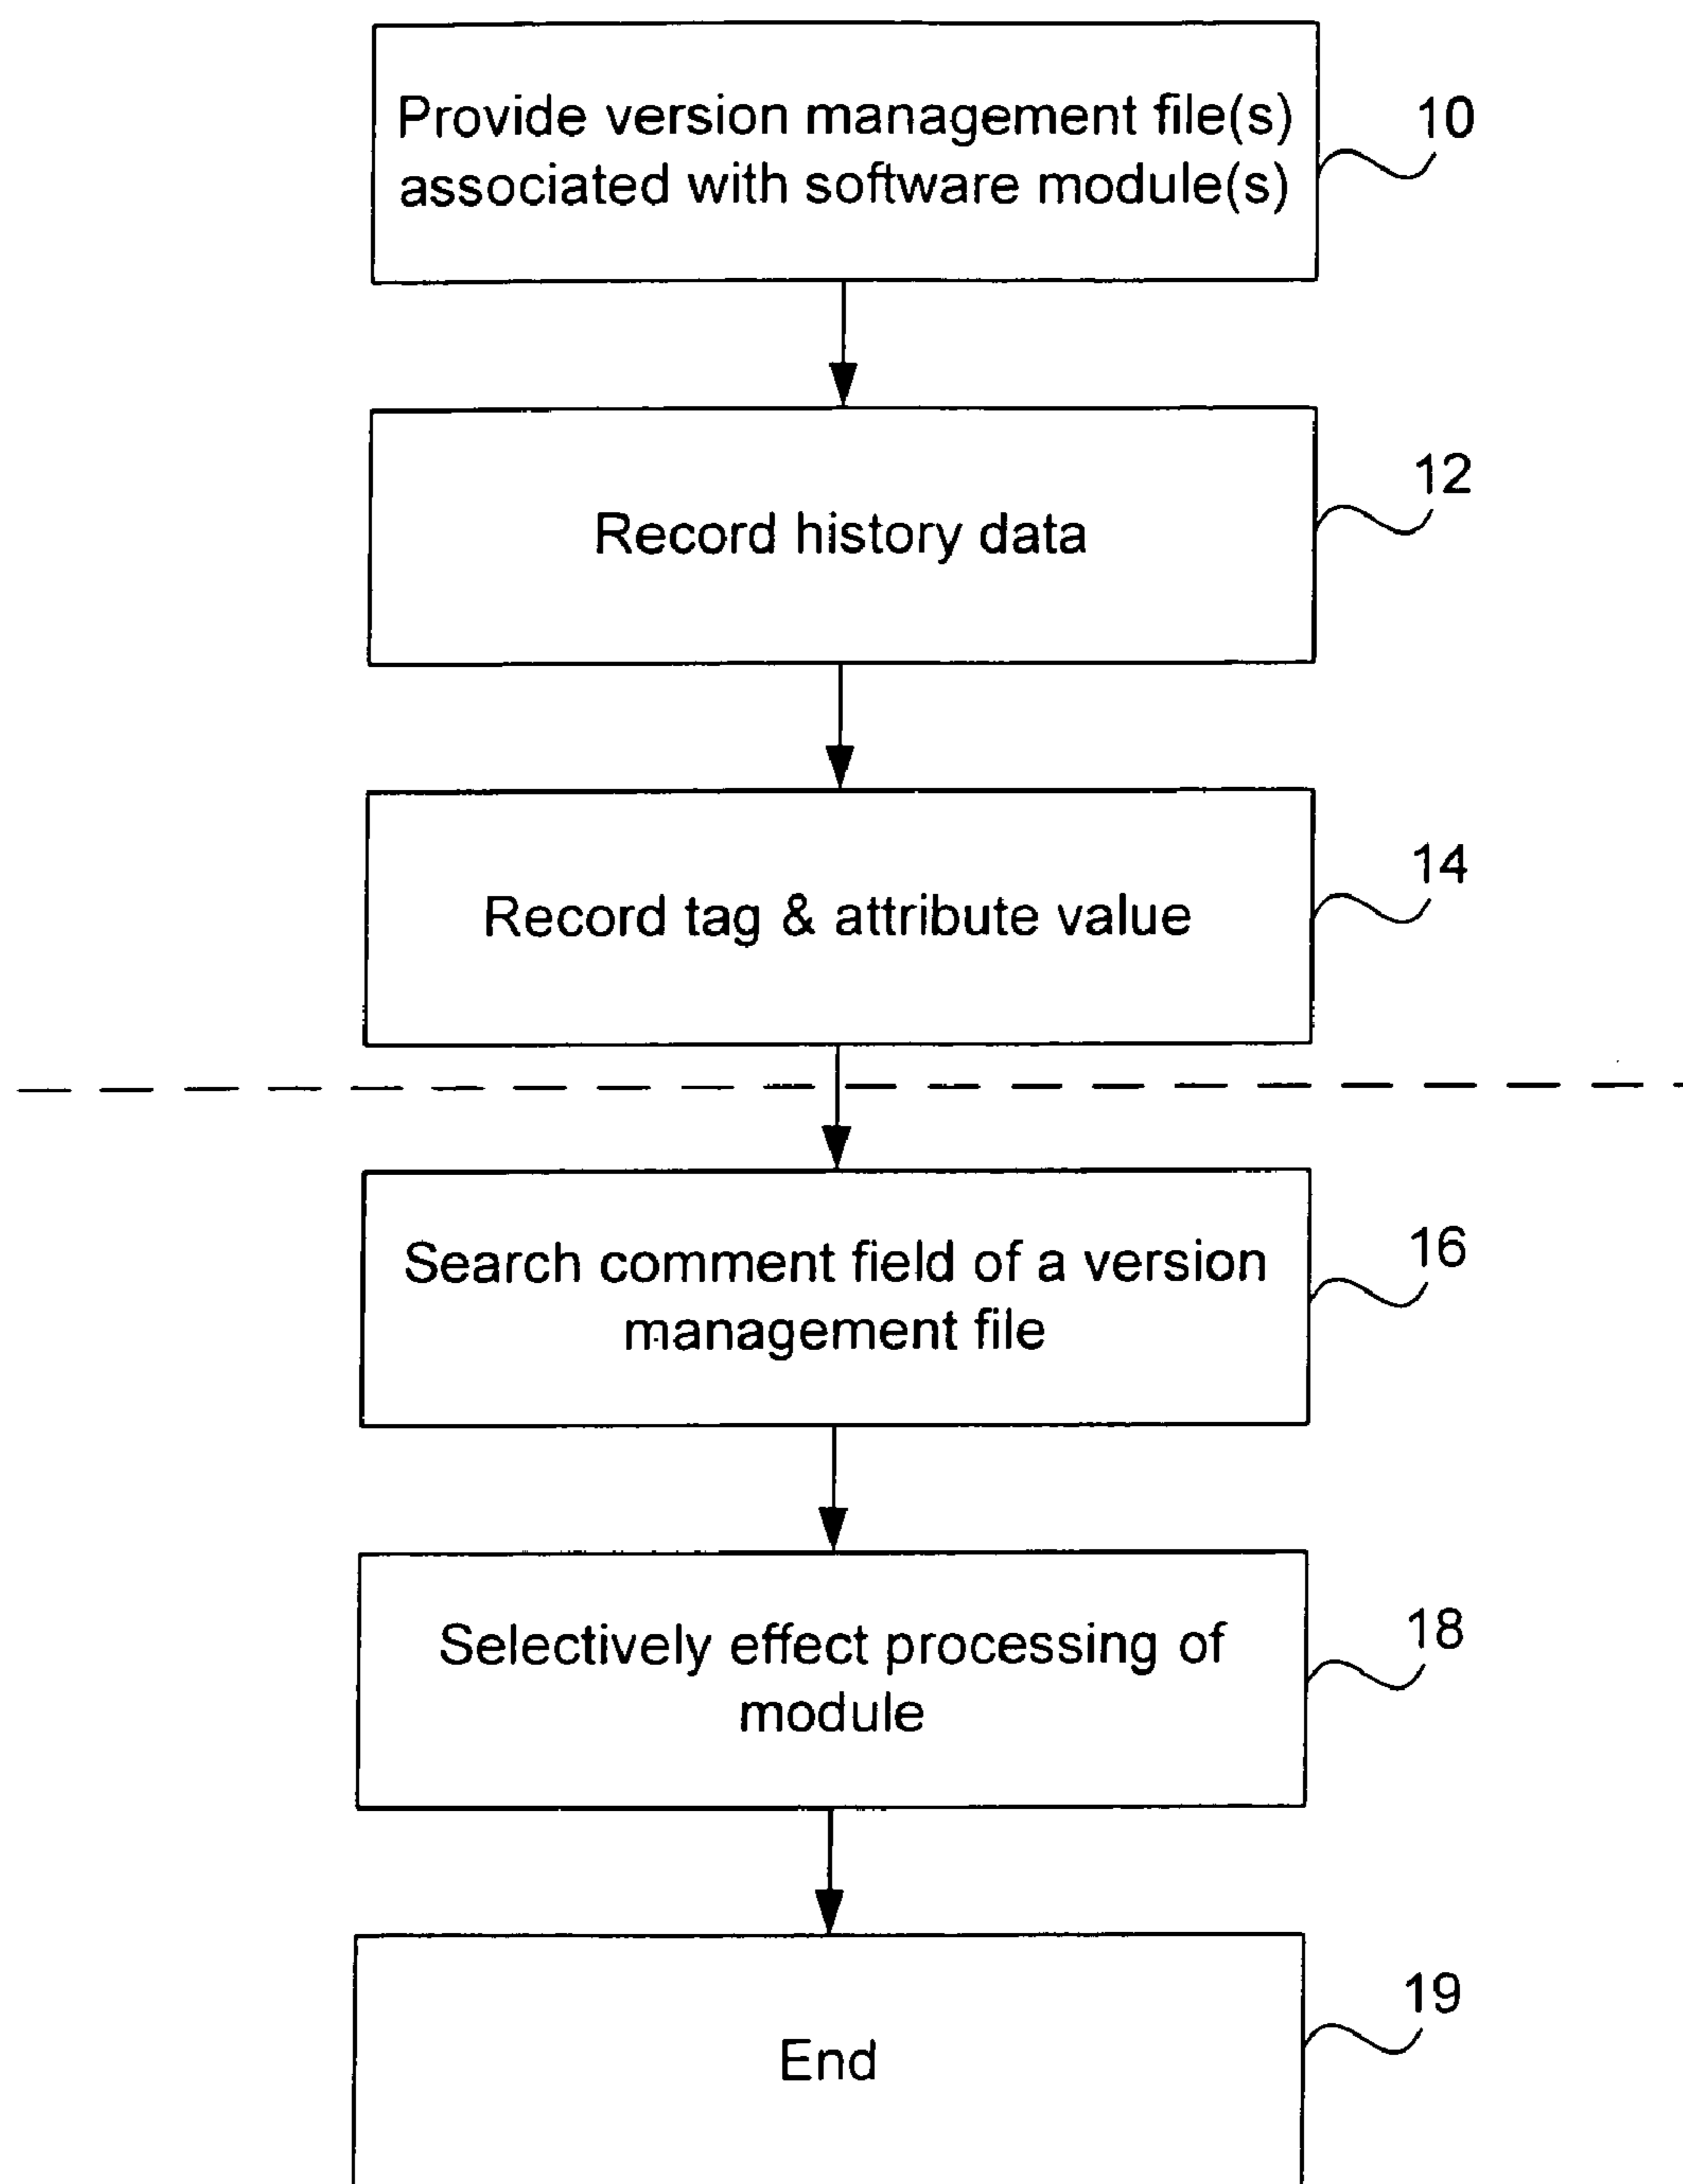 Provide version management file(s)
associated with software module(s)
10
Record history data
12
Record tag & attribute value
14
Search comment field of a version
management file
16
Selectively effect processing of
module
18
End
19